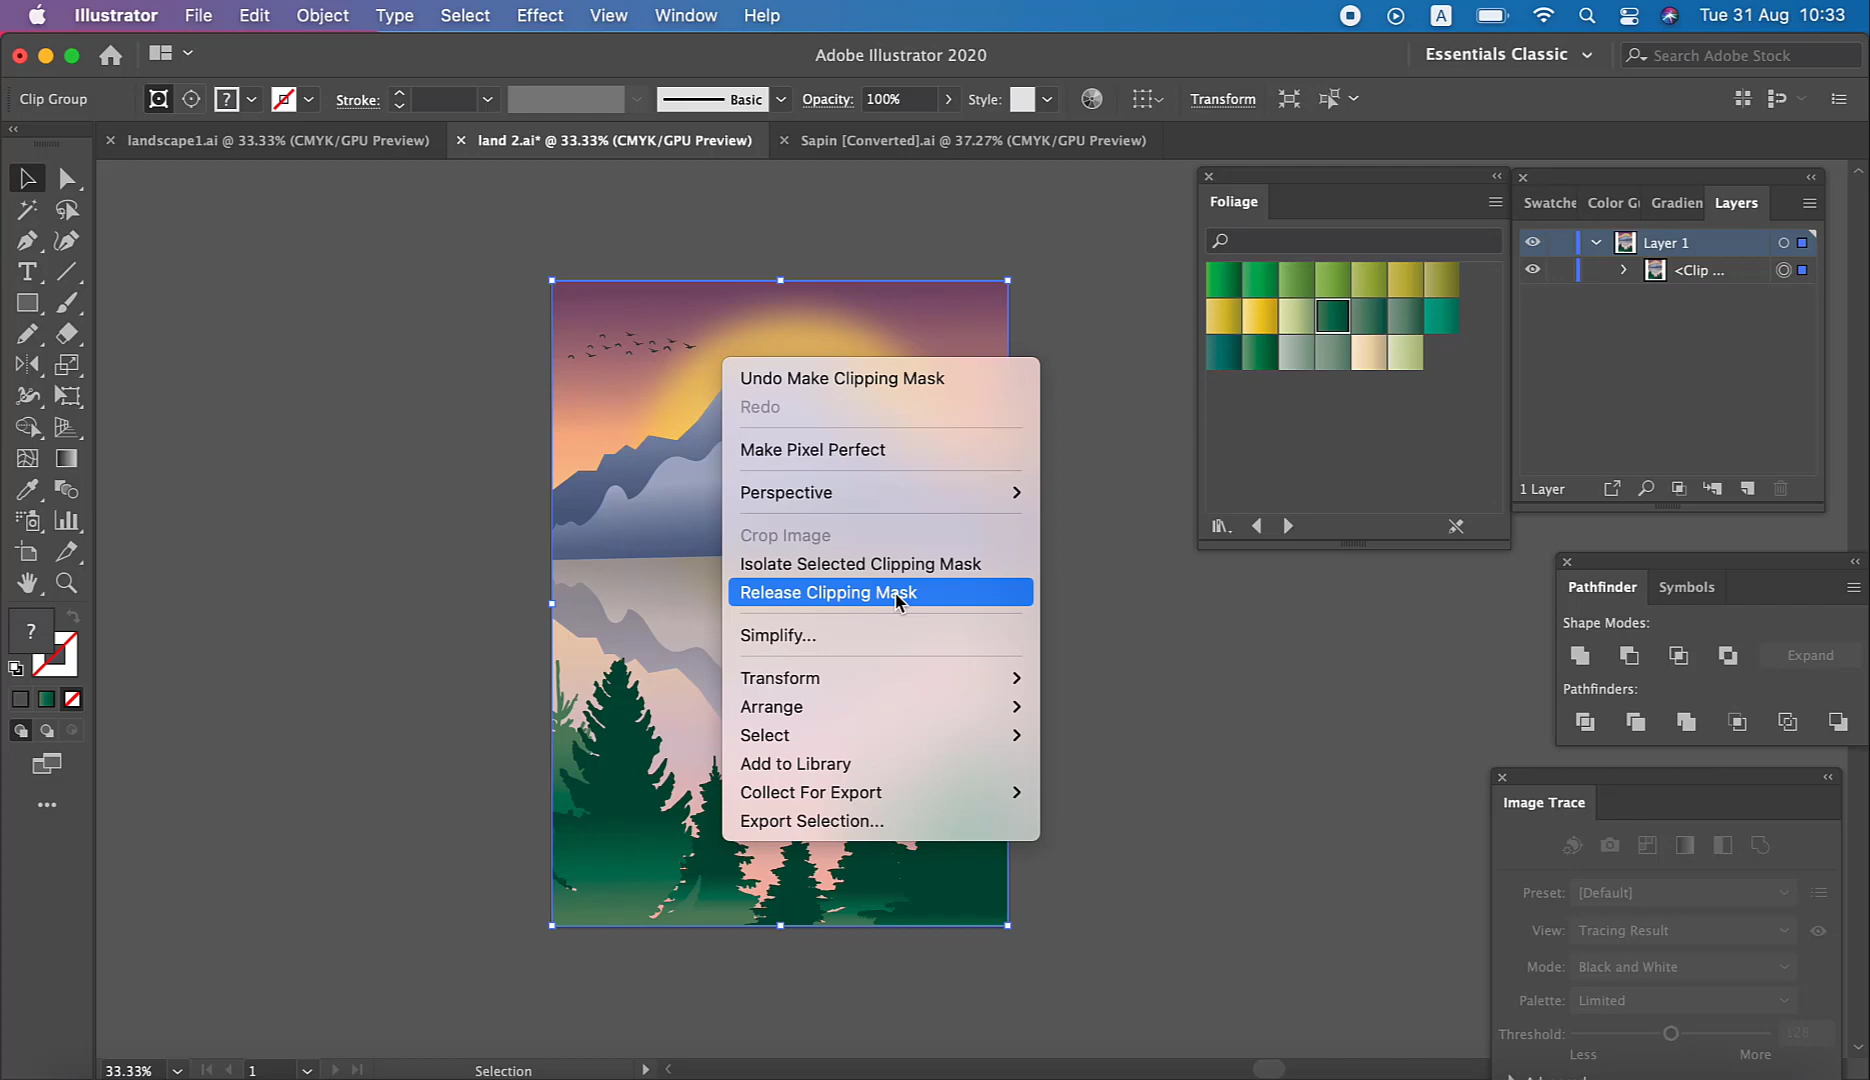 Illustrator File Edit Object Type Select Effect View Window Help A Tue 31 Aug 10:33
Adobe Illustrator 2020 Essentials Classic Search Adobe Stock
Clip Group ? Stroke: Basic Opacity: 100% Style: Transform
landscape1.ai @ 33.33% (CMYK/GPU Preview) land 2.ai* @ 33.33% (CMYK/GPU Preview) Sapin [Converted].ai @ 37.27% (CMYK/GPU Preview)
Foliage
Swatche Color Gu Gradien Layers
Layer 1
<Clip ...
1 Layer
Undo Make Clipping Mask
Redo
Make Pixel Perfect
Perspective
Crop Image
Isolate Selected Clipping Mask
Release Clipping Mask
Simplify...
Transform
Arrange
Select
Add to Library
Collect For Export
Export Selection...
?
Pathfinder Symbols
Shape Modes:
Expand
Pathfinders:
Image Trace
Preset: [Default]
View: Tracing Result
Mode: Black and White
Palette: Limited
Threshold: 128
Less More
33.33% 1 Selection